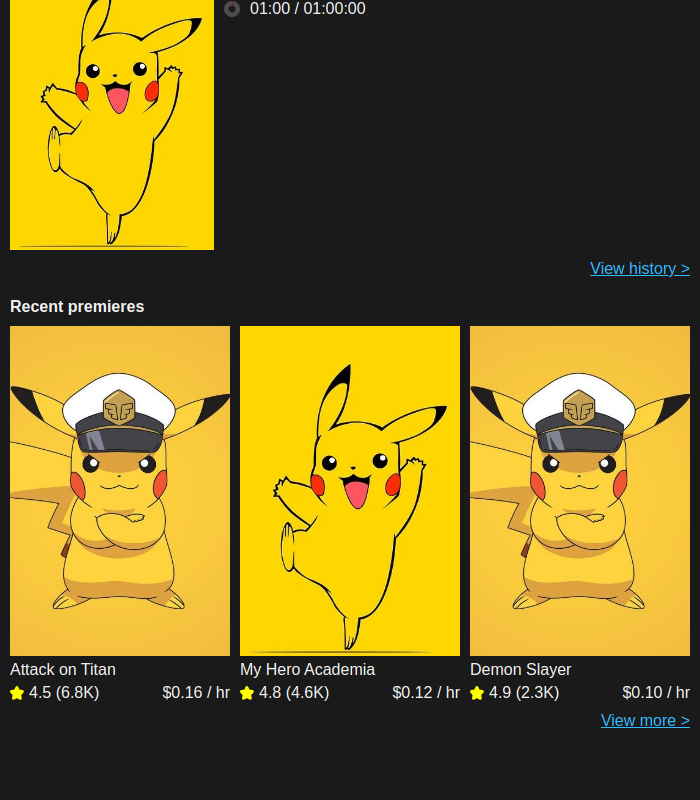 01:00 / 01:00:00
View history >
Recent premieres
Attack on Titan
4.5 (6.8K) $0.16 / hr
My Hero Academia
4.8 (4.6K) $0.12 / hr
Demon Slayer
4.9 (2.3K) $0.10 / hr
View more >